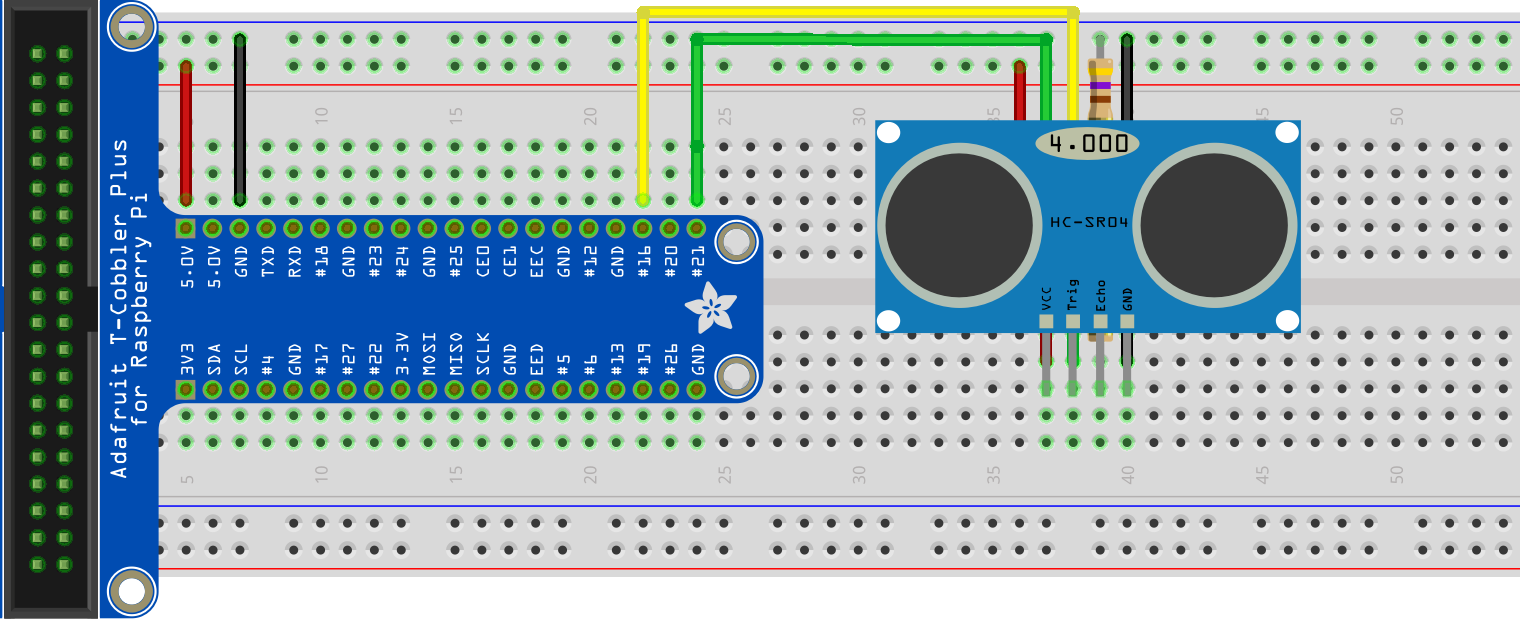 Adafruit T-Cobbler Plus
for Raspberry Pi
10 15 20 25 30 35 45 50
5.0V 5.0V GND TXD RXD #18 GND #23 #24 GND #25 CE0 CE1 EEC GND #12 GND #16 #20 #21
3V3 SDA SCL #4 GND #17 #27 #22 3.3V MOSI MISO SCLK GND EED #5 #6 #13 #19 #26 GND
4.000
HC-SR04
VCC Trig Echo GND
5 10 15 20 25 30 35 40 45 50